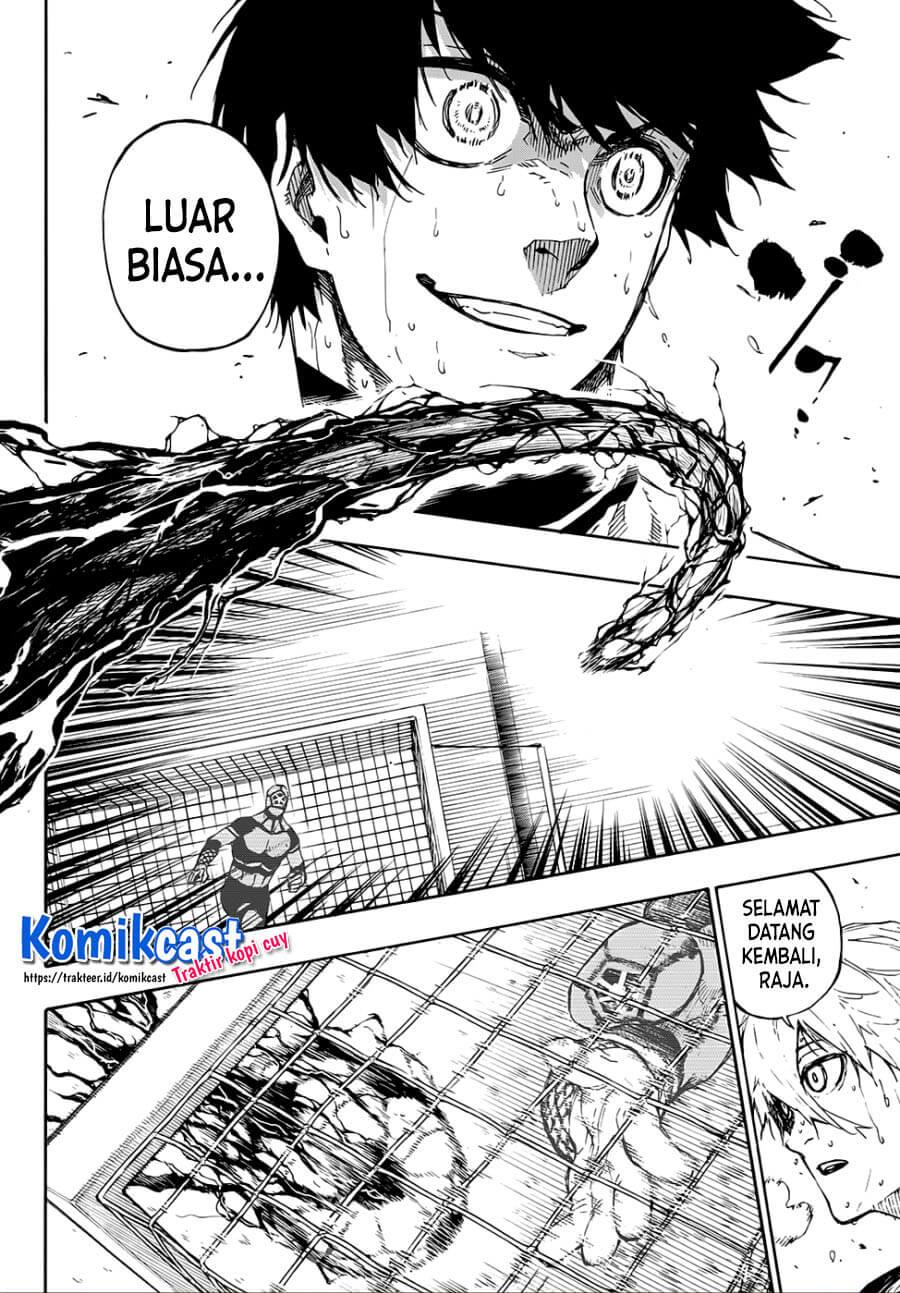 LUAR
BIASA...
SELAMAT
DATANG
KEMBALI,
RAJA.
Komikcast
Traktir kopi cuy
https://trakteer.id/komikcast